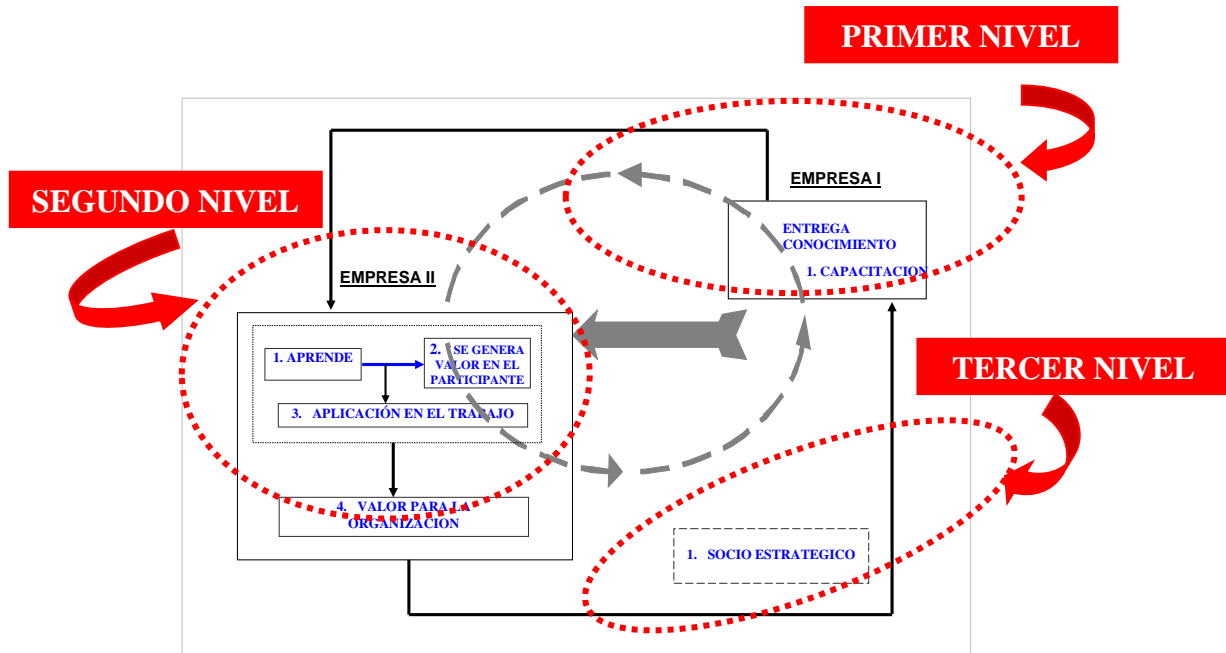 PRIMER NIVEL
EMPRESA I
SEGUNDO NIVEL
ENTREGA
CONOCIMIENTO
1. CAPACITACION
EMPRESA II
1. APRENDE
2. SE GENERA
VALOR EN EL
PARTICIPANTE
TERCER NIVEL
3. APLICACIÓN EN EL TRABAJO
4. VALOR PARA LA
ORGANIZACION
1. SOCIO ESTRATEGICO